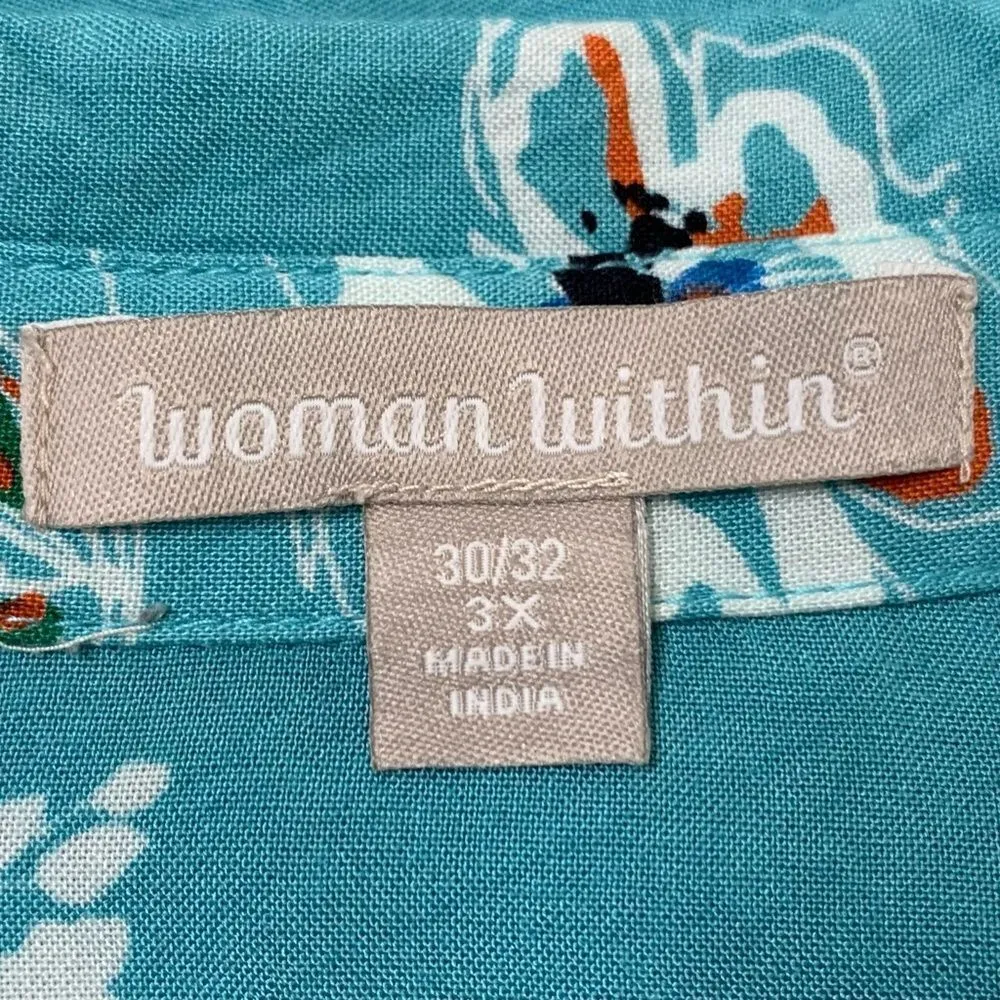 woman within®
30/32
3X
MADE IN
INDIA